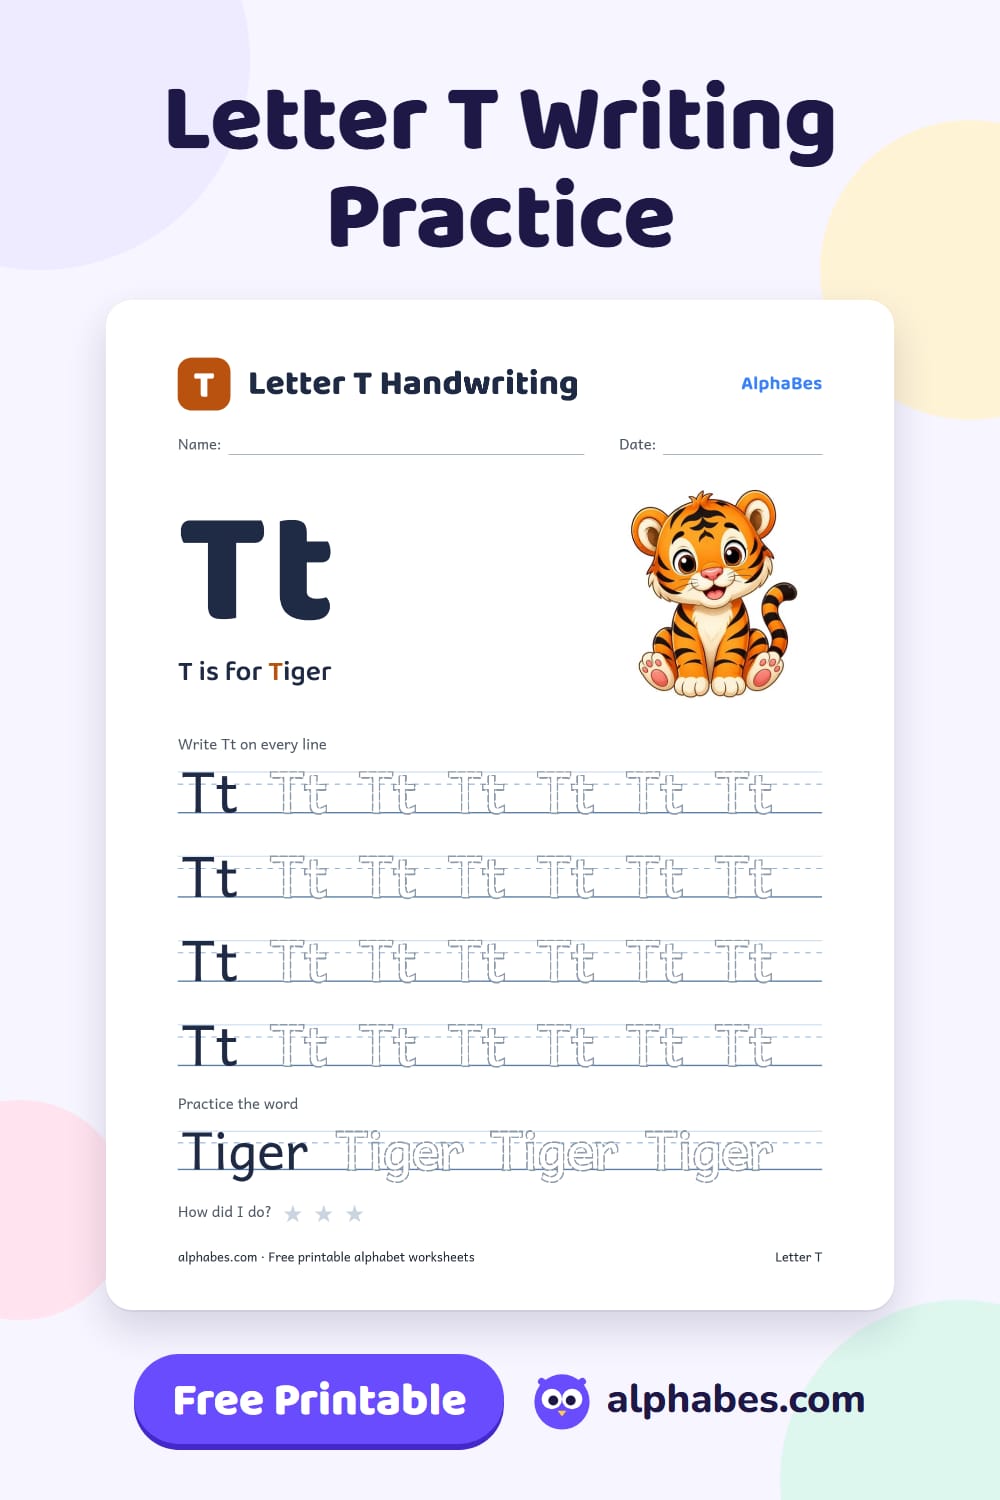 Letter T Writing
Practice
T Letter T Handwriting AlphaBes
Name: Date:
Tt
T is for Tiger
Write Tt on every line
Tt Tt Tt Tt Tt Tt Tt
Tt Tt Tt Tt Tt Tt Tt
Tt Tt Tt Tt Tt Tt Tt
Tt Tt Tt Tt Tt Tt Tt
Practice the word
Tiger Tiger Tiger Tiger
How did I do? ★ ★ ★
alphabes.com · Free printable alphabet worksheets Letter T
Free Printable alphabes.com